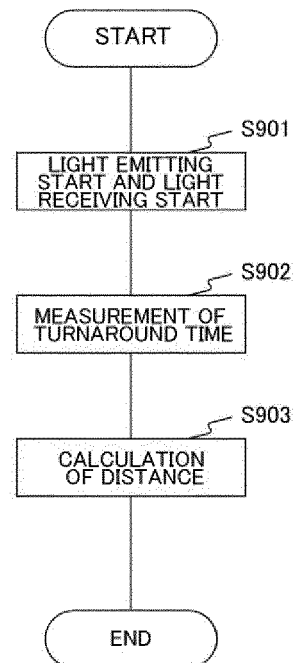 START
S901
LIGHT EMITTING
START AND LIGHT
RECEIVING START
S902
MEASUREMENT OF
TURNAROUND TIME
S903
CALCULATION
OF DISTANCE
END